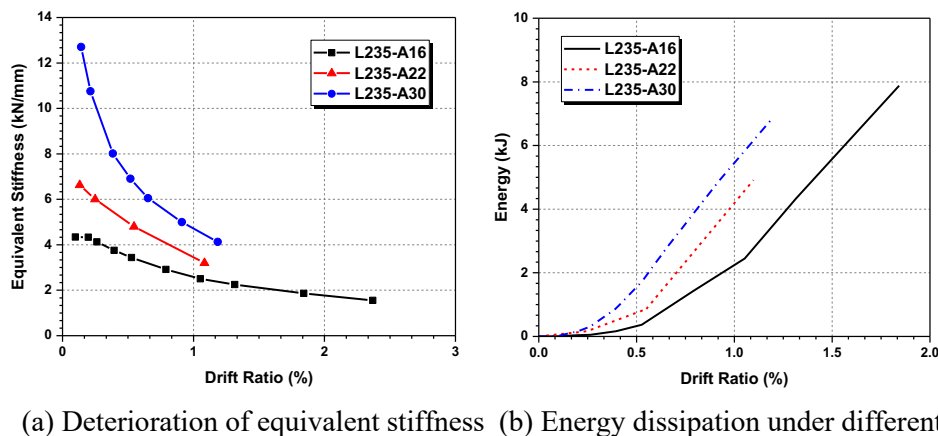 14
12
10
8
6
4
2
0
Equivalent Stiffness (kN/mm)
L235-A16
L235-A22
L235-A30
0 1 2 3
Drift Ratio (%)
10
8
6
4
2
0
Energy (kJ)
L235-A16
L235-A22
L235-A30
0.0 0.5 1.0 1.5 2.0
Drift Ratio (%)
(a) Deterioration of equivalent stiffness (b) Energy dissipation under different